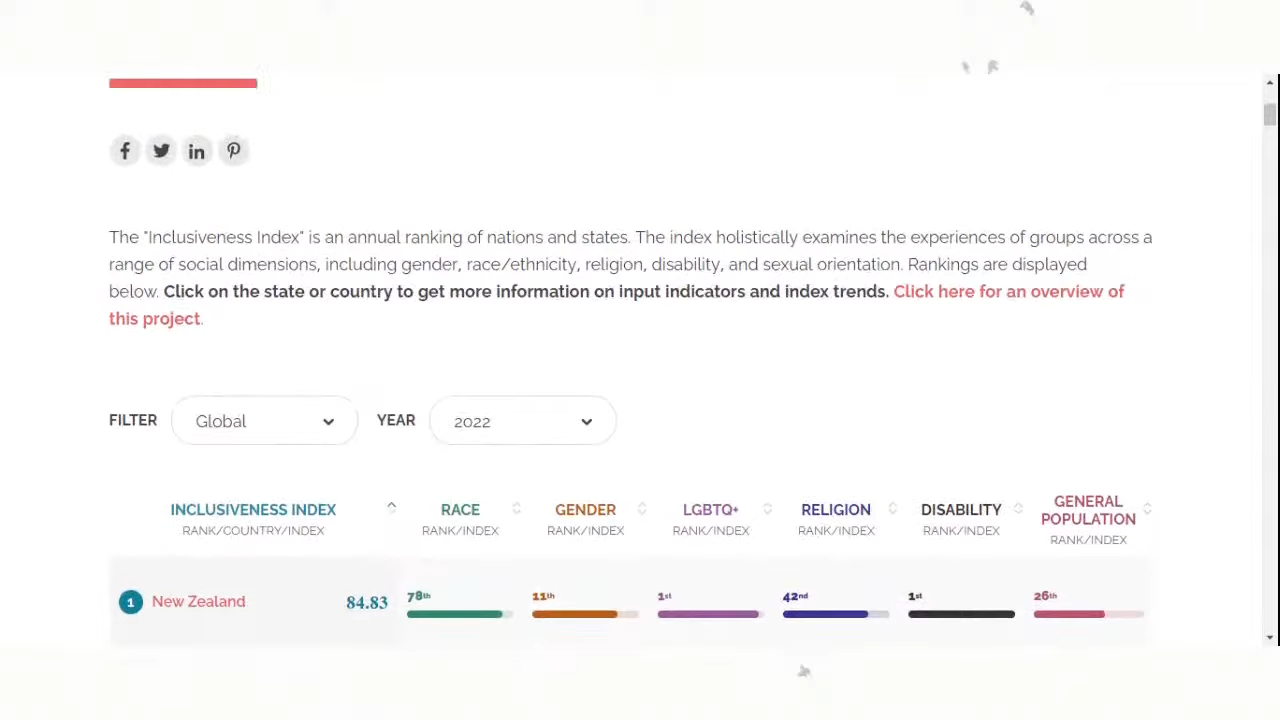 The "Inclusiveness Index" is an annual ranking of nations and states. The index holistically examines the experiences of groups across a
range of social dimensions, including gender, race/ethnicity, religion, disability, and sexual orientation. Rankings are displayed
below. Click on the state or country to get more information on input indicators and index trends. Click here for an overview of
this project.
FILTER Global YEAR 2022
INCLUSIVENESS INDEX RACE GENDER LGBTQ+ RELIGION DISABILITY GENERAL POPULATION
RANK/COUNTRY/INDEX RANK/INDEX RANK/INDEX RANK/INDEX RANK/INDEX RANK/INDEX RANK/INDEX
1 New Zealand 84.83 78th 11th 1st 42nd 1st 26th